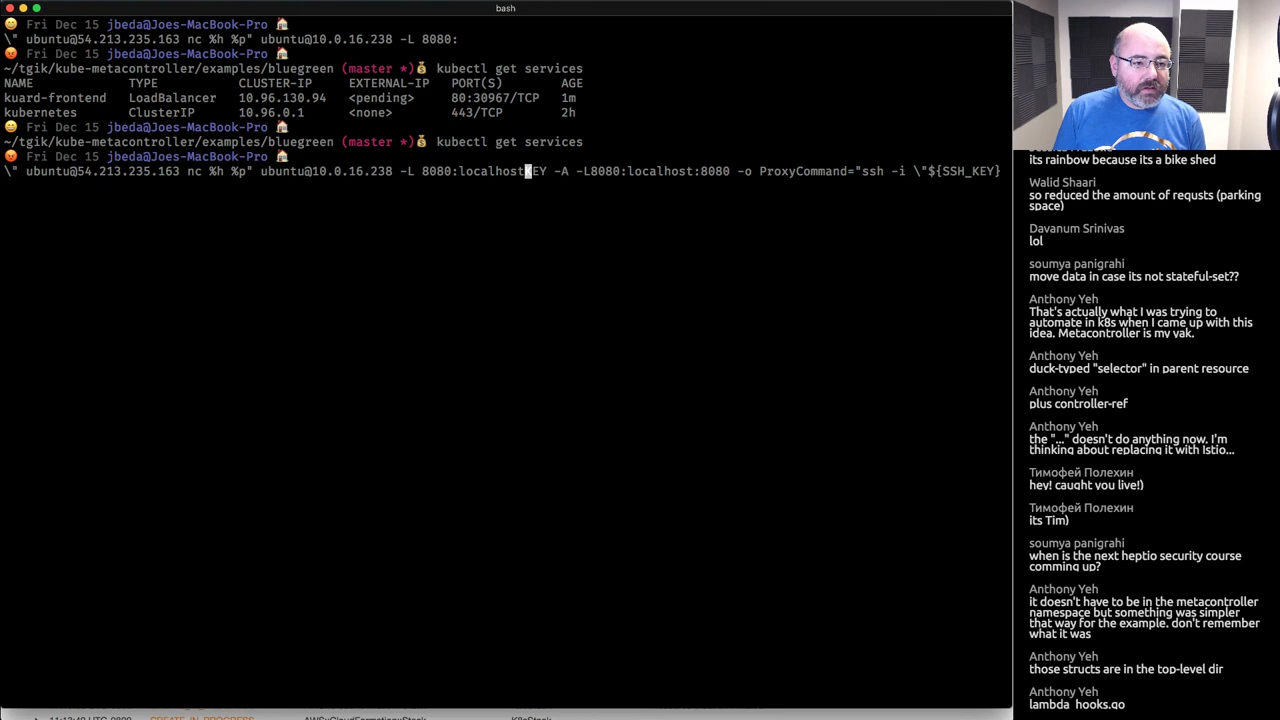 bash
Fri Dec 15 jbeda@Joes-MacBook-Pro
\" ubuntu@54.213.235.163 nc %h %p" ubuntu@10.0.16.238 -L 8080:
Fri Dec 15 jbeda@Joes-MacBook-Pro
~/tgik/kube-metacontroller/examples/bluegreen (master *) kubectl get services
NAME TYPE CLUSTER-IP EXTERNAL-IP PORT(S) AGE
kuard-frontend LoadBalancer 10.96.130.94 <pending> 80:30967/TCP 1m
kubernetes ClusterIP 10.96.0.1 <none> 443/TCP 2h
Fri Dec 15 jbeda@Joes-MacBook-Pro
~/tgik/kube-metacontroller/examples/bluegreen (master *) kubectl get services
Fri Dec 15 jbeda@Joes-MacBook-Pro
\" ubuntu@54.213.235.163 nc %h %p" ubuntu@10.0.16.238 -L 8080:localhostKEY -A -L8080:localhost:8080 -o ProxyCommand="ssh -i \"${SSH_KEY}
its rainbow because its a bike shed
Walid Shaari
so reduced the amount of requsts (parking
space)
Davanum Srinivas
lol
soumya panigrahi
move data in case its not stateful-set??
Anthony Yeh
That's actually what I was trying to
automate in k8s when I came up with this
idea. Metacontroller is my yak.
Anthony Yeh
duck-typed "selector" in parent resource
Anthony Yeh
plus controller-ref
Anthony Yeh
the "..." doesn't do anything now. I'm
thinking about replacing it with Istio...
Тимофей Полехин
hey! caught you live!)
Тимофей Полехин
its Tim)
soumya panigrahi
when is the next heptio security course
comming up?
Anthony Yeh
it doesn't have to be in the metacontroller
namespace but something was simpler
that way for the example. don't remember
what it was
Anthony Yeh
those structs are in the top-level dir
Anthony Yeh
lambda_hooks.go